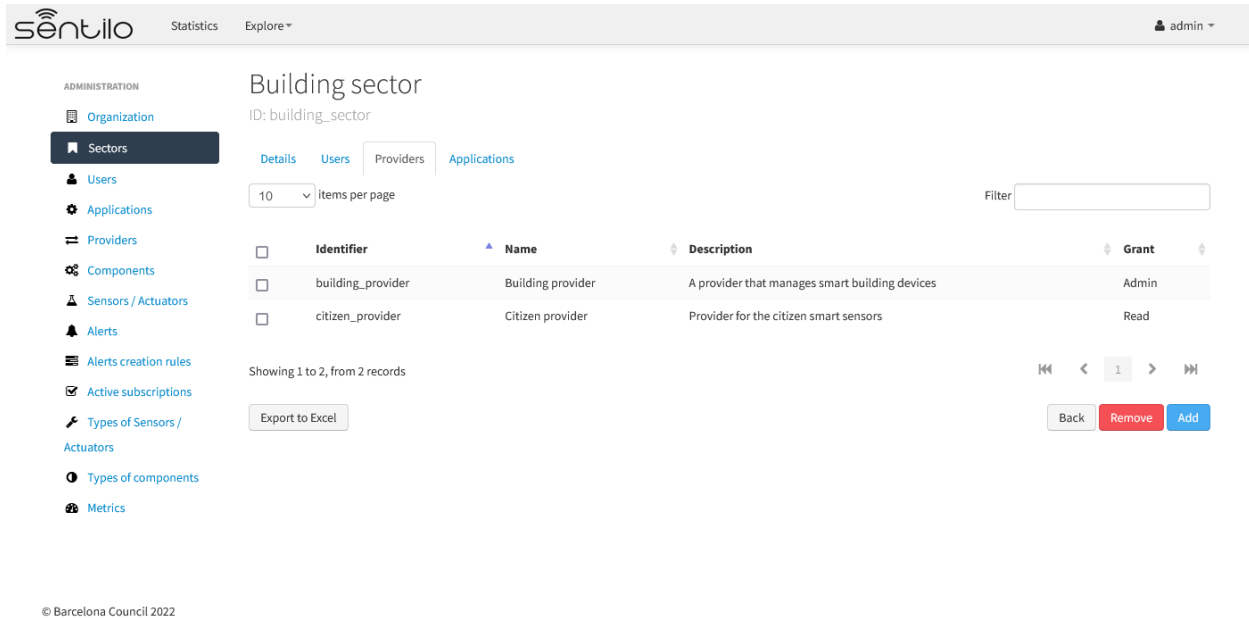 sentilo Statistics Explore admin
ADMINISTRATION
Organization
Sectors
Users
Applications
Providers
Components
Sensors / Actuators
Alerts
Alerts creation rules
Active subscriptions
Types of Sensors /
Actuators
Types of components
Metrics
Building sector
ID: building_sector
Details Users Providers Applications
10 items per page Filter
Identifier Name Description Grant
building_provider Building provider A provider that manages smart building devices Admin
citizen_provider Citizen provider Provider for the citizen smart sensors Read
Showing 1 to 2, from 2 records 1
Export to Excel Back Remove Add
© Barcelona Council 2022